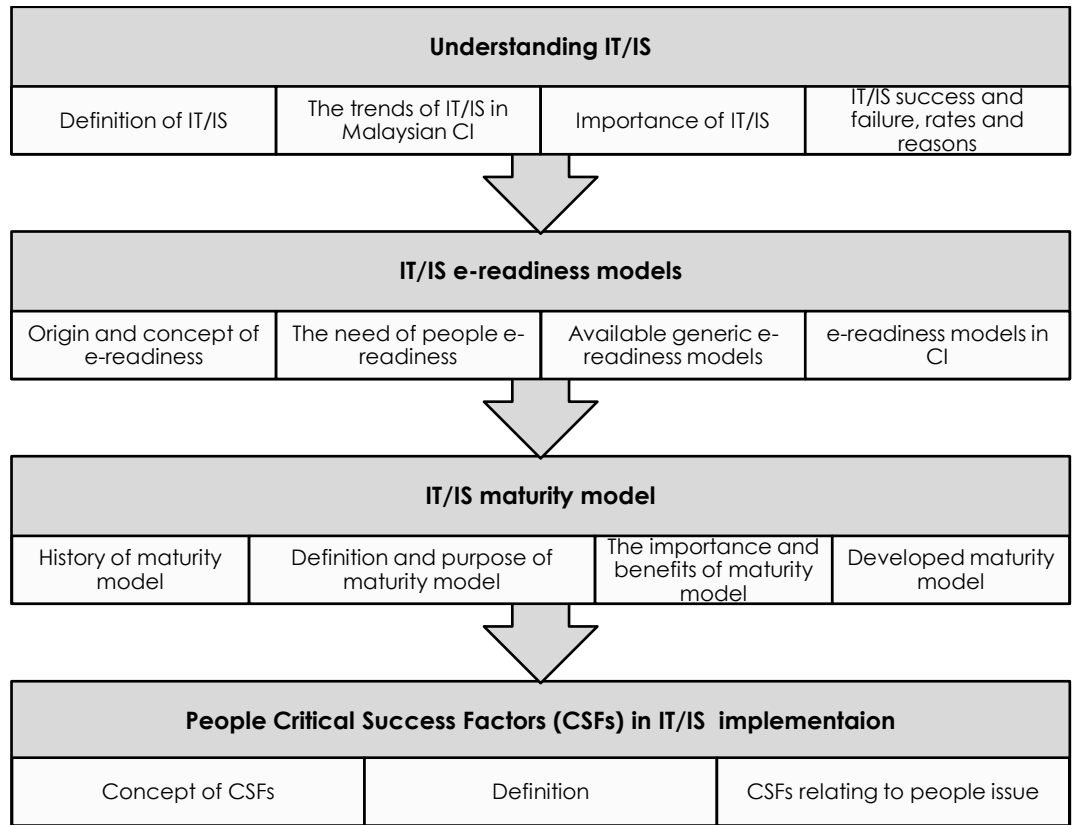 Understanding IT/IS
Definition of IT/IS
The trends of IT/IS in
Malaysian CI
Importance of IT/IS
IT/IS success and
failure, rates and
reasons
IT/IS e-readiness models
Origin and concept of
e-readiness
The need of people e-
readiness
Available generic e-
readiness models
e-readiness models in
CI
IT/IS maturity model
History of maturity
model
Definition and purpose of
maturity model
The importance and
benefits of maturity
model
Developed maturity
model
People Critical Success Factors (CSFs) in IT/IS implementaion
Concept of CSFs
Definition
CSFs relating to people issue